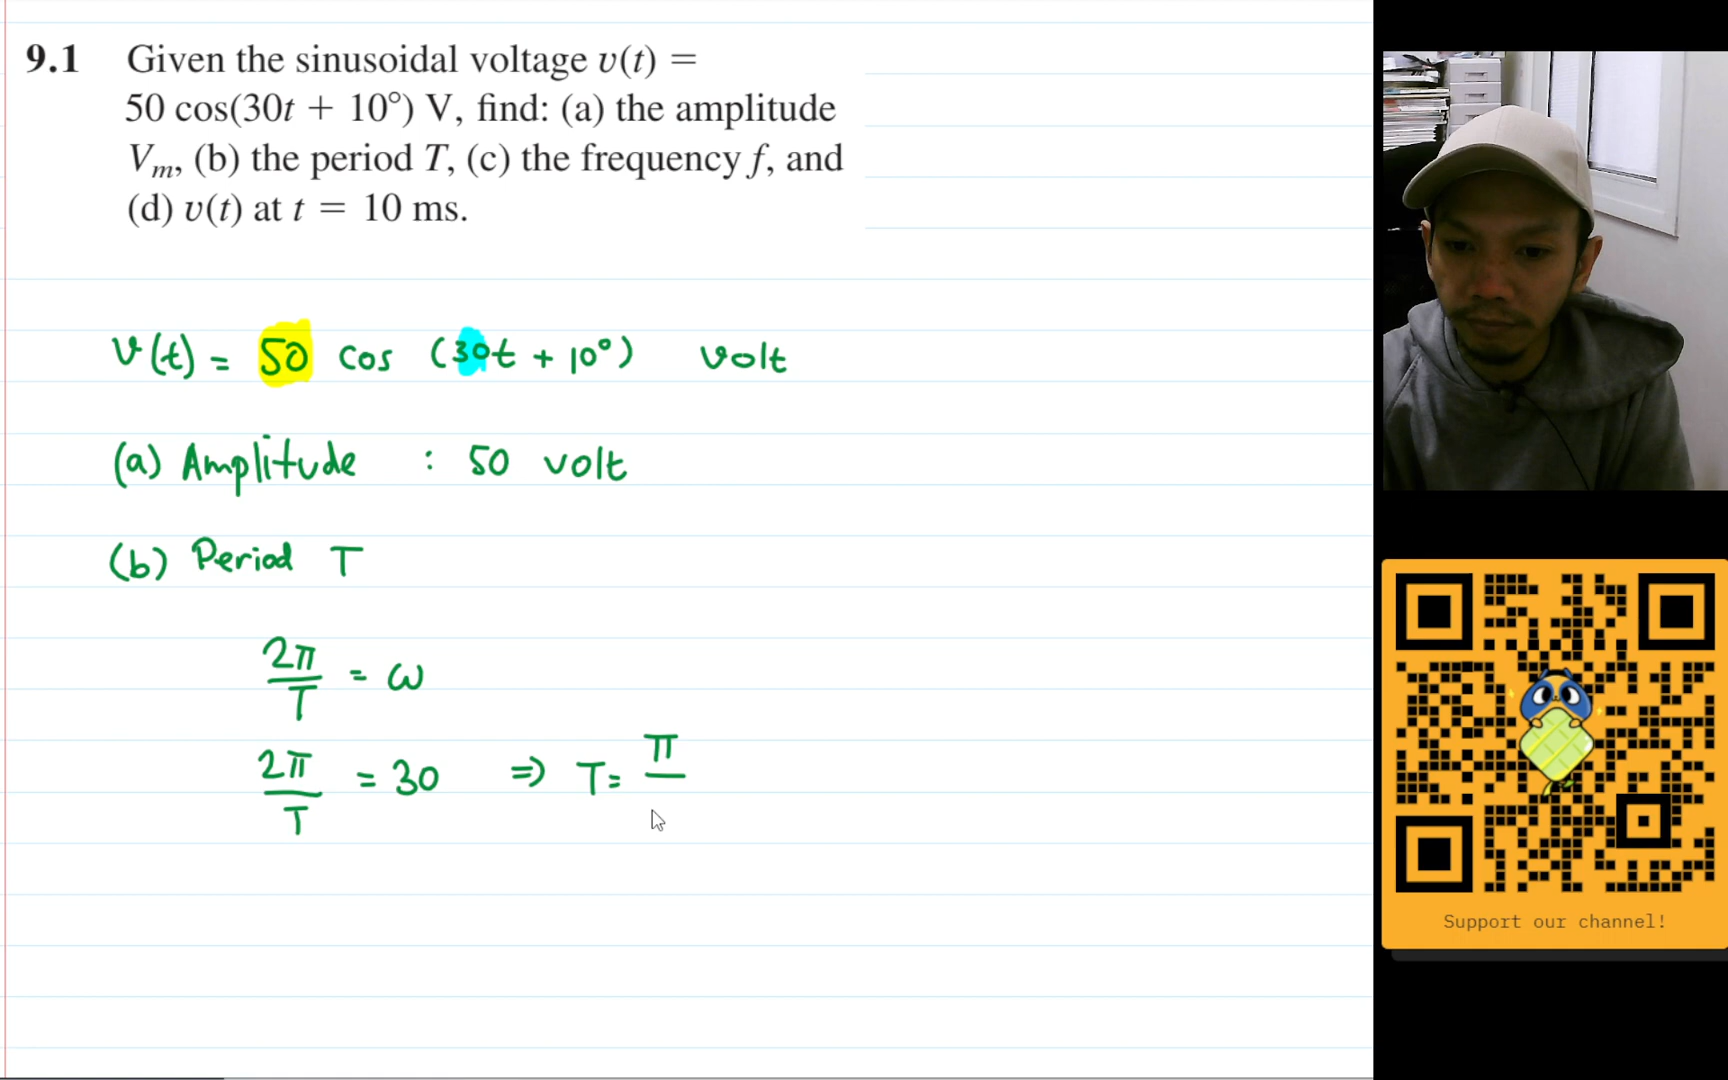 9.1 Given the sinusoidal voltage v(t) =
50 cos(30t + 10°) V, find: (a) the amplitude
Vm, (b) the period T, (c) the frequency f, and
(d) v(t) at t = 10 ms.
v(t) = 50 cos (30t + 10°) volt
(a) Amplitude : 50 volt
(b) Period T
2π/T = ω
2π/T = 30 ⇒ T = π/
Support our channel!